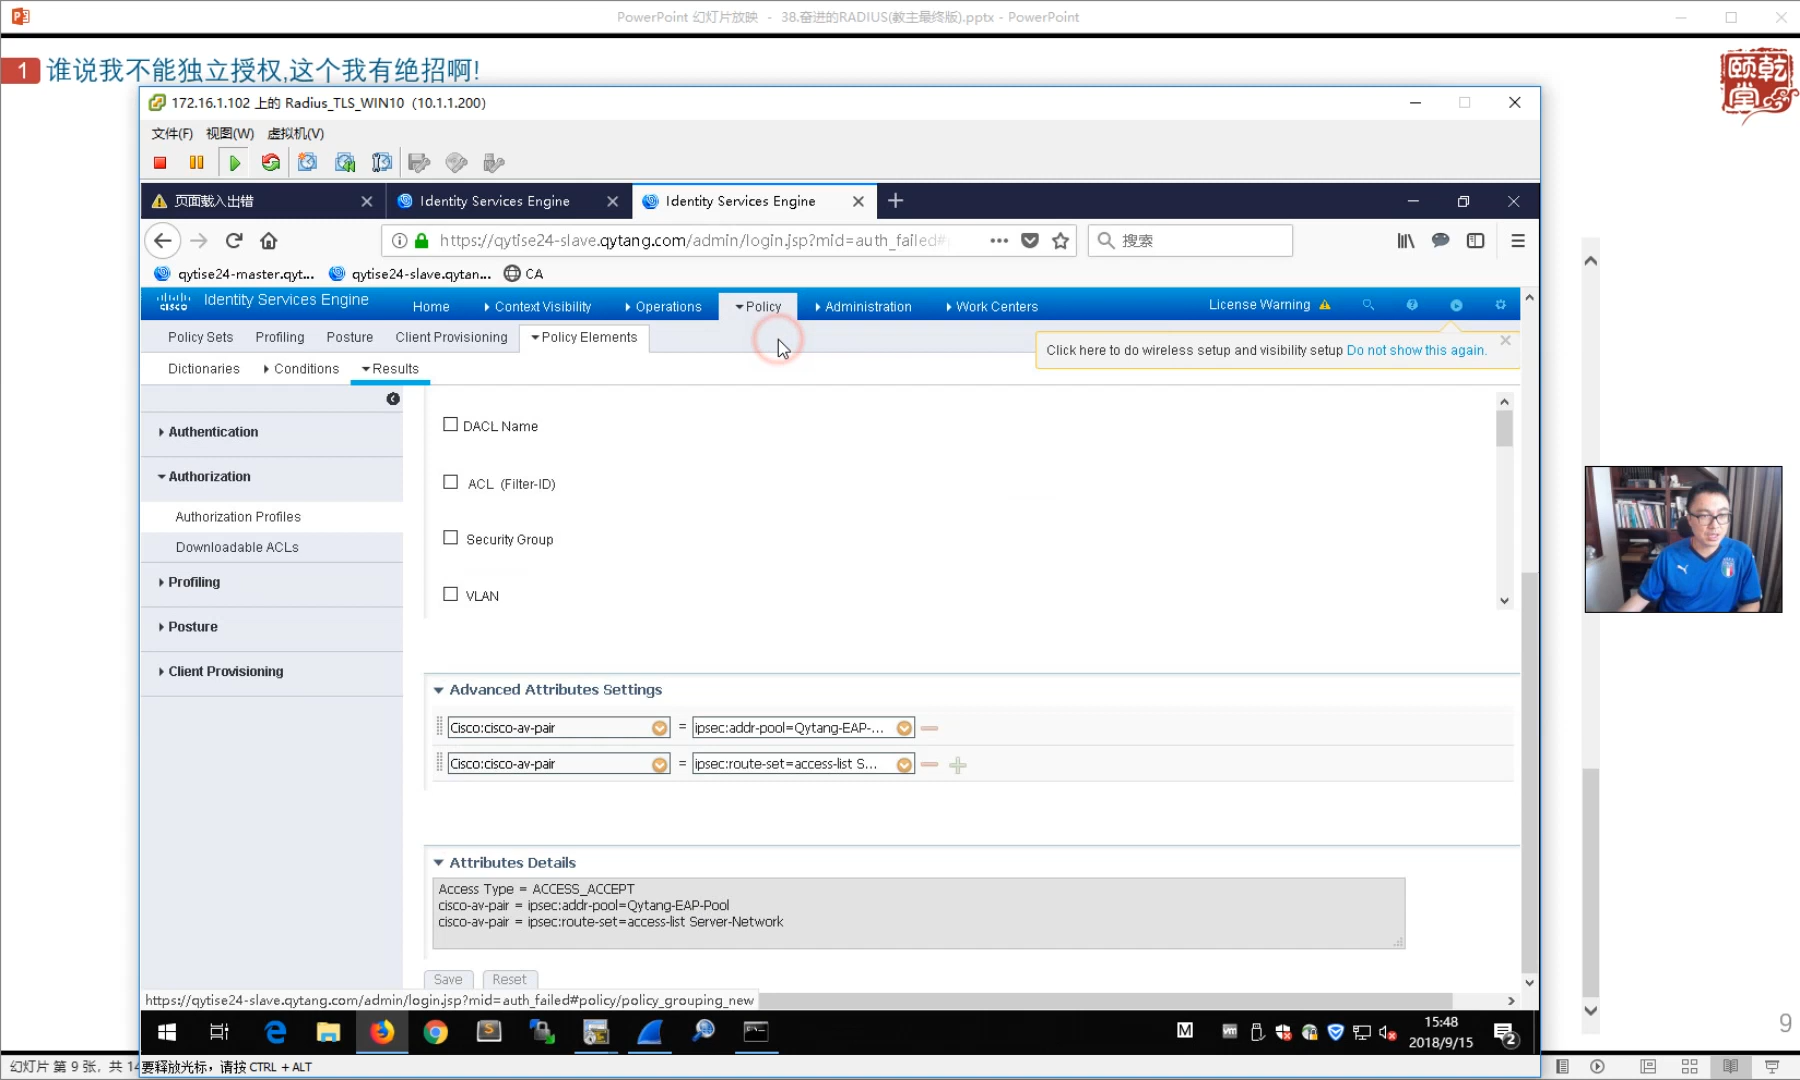 PowerPoint 幻灯片放映 - 38.奋进的RADIUS(教主最终版).pptx - PowerPoint
1 谁说我不能独立授权,这个我有绝招啊!
颐乾堂
172.16.1.102 上的 Radius_TLS_WIN10 (10.1.1.200)
文件(F) 视图(W) 虚拟机(V)
页面载入出错
Identity Services Engine
Identity Services Engine
https://qytise24-slave.qytang.com/admin/login.jsp?mid=auth_failed#
搜索
qytise24-master.qyt...
qytise24-slave.qytan...
CA
cisco Identity Services Engine
Home Context Visibility Operations Policy Administration Work Centers
License Warning
Policy Sets Profiling Posture Client Provisioning Policy Elements
Click here to do wireless setup and visibility setup Do not show this again.
Dictionaries Conditions Results
Authentication
Authorization
Authorization Profiles
Downloadable ACLs
Profiling
Posture
Client Provisioning
DACL Name
ACL (Filter-ID)
Security Group
VLAN
Advanced Attributes Settings
Cisco:cisco-av-pair = ipsec:addr-pool=Qytang-EAP-...
Cisco:cisco-av-pair = ipsec:route-set=access-list S...
Attributes Details
Access Type = ACCESS_ACCEPT
cisco-av-pair = ipsec:addr-pool=Qytang-EAP-Pool
cisco-av-pair = ipsec:route-set=access-list Server-Network
Save Reset
https://qytise24-slave.qytang.com/admin/login.jsp?mid=auth_failed#policy/policy_grouping_new
15:48
2018/9/15
2
9
幻灯片 第 9 张，共 14
要释放光标，请按 CTRL + ALT